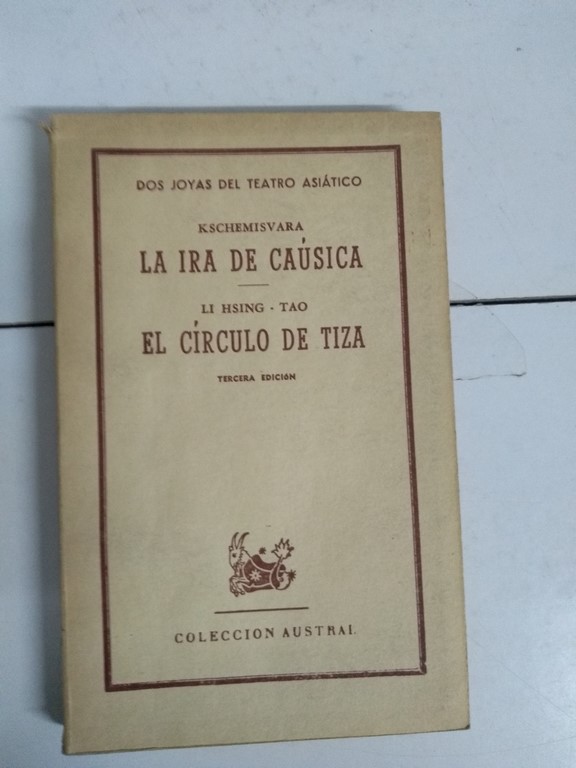 DOS JOYAS DEL TEATRO ASIÁTICO
KSCHEMISVARA
LA IRA DE CAÚSICA
LI HSING - TAO
EL CÍRCULO DE TIZA
TERCERA EDICIÓN
COLECCION AUSTRAL